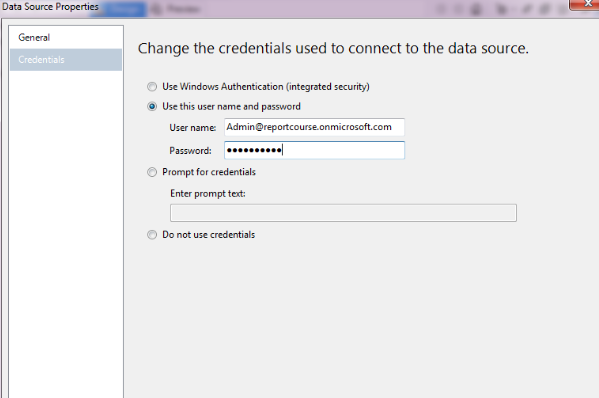 Data Source Properties
Preview
General
Credentials
Change the credentials used to connect to the data source.
Use Windows Authentication (integrated security)
Use this user name and password
User name: Admin@reportcourse.onmicrosoft.com
Password: ●●●●●●●●●●
Prompt for credentials
Enter prompt text:
Do not use credentials